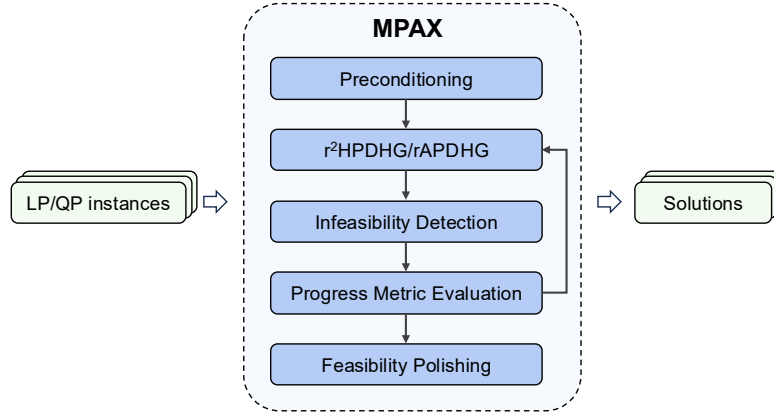 MPAX
Preconditioning
r²HPDHG/rAPDHG
LP/QP instances
Solutions
Infeasibility Detection
Progress Metric Evaluation
Feasibility Polishing